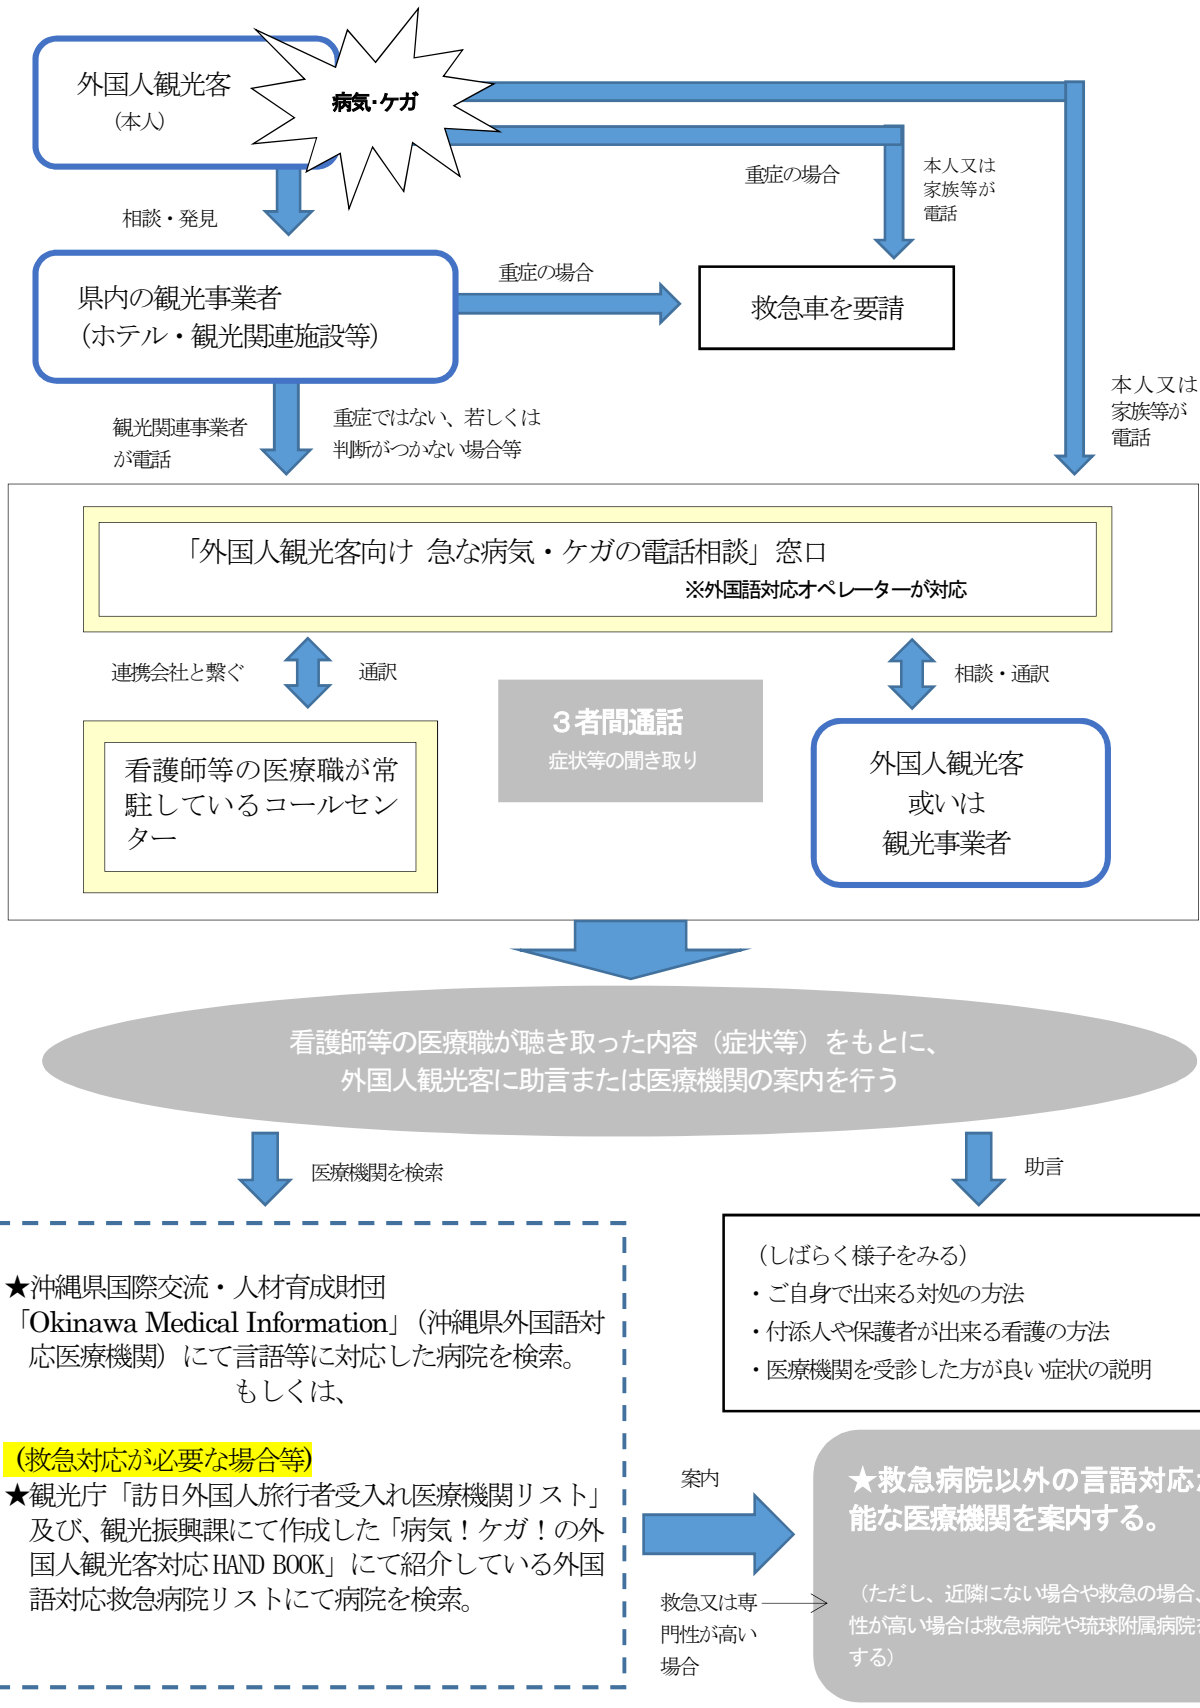 外国人観光客
(本人)
病気・ケガ
重症の場合
本人又は
家族等が
電話
相談・発見
県内の観光事業者
(ホテル・観光関連施設等)
重症の場合
救急車を要請
本人又は
家族等が
電話
観光関連事業者
が電話
重症ではない、若しくは
判断がつかない場合等
「外国人観光客向け 急な病気・ケガの電話相談」窓口
※外国語対応オペレーターが対応
連携会社と繋ぐ
通訳
相談・通訳
3者間通話
症状等の聞き取り
看護師等の医療職が常
駐しているコールセン
ター
外国人観光客
或いは
観光事業者
看護師等の医療職が聴き取った内容（症状等）をもとに、
外国人観光客に助言または医療機関の案内を行う
医療機関を検索
助言
★沖縄県国際交流・人材育成財団
「Okinawa Medical Information」（沖縄県外国語対
応医療機関）にて言語等に対応した病院を検索。
もしくは、
(救急対応が必要な場合等)
★観光庁「訪日外国人旅行者受入れ医療機関リスト」
及び、観光振興課にて作成した「病気！ケガ！の外
国人観光客対応 HAND BOOK」にて紹介している外国
語対応救急病院リストにて病院を検索。
（しばらく様子をみる）
・ご自身で出来る対処の方法
・付添人や保護者が出来る看護の方法
・医療機関を受診した方が良い症状の説明
案内
救急又は専
門性が高い
場合
★救急病院以外の言語対応
能な医療機関を案内する。
（ただし、近隣にない場合や救急の場合、
性が高い場合は救急病院や琉球附属病院
する）